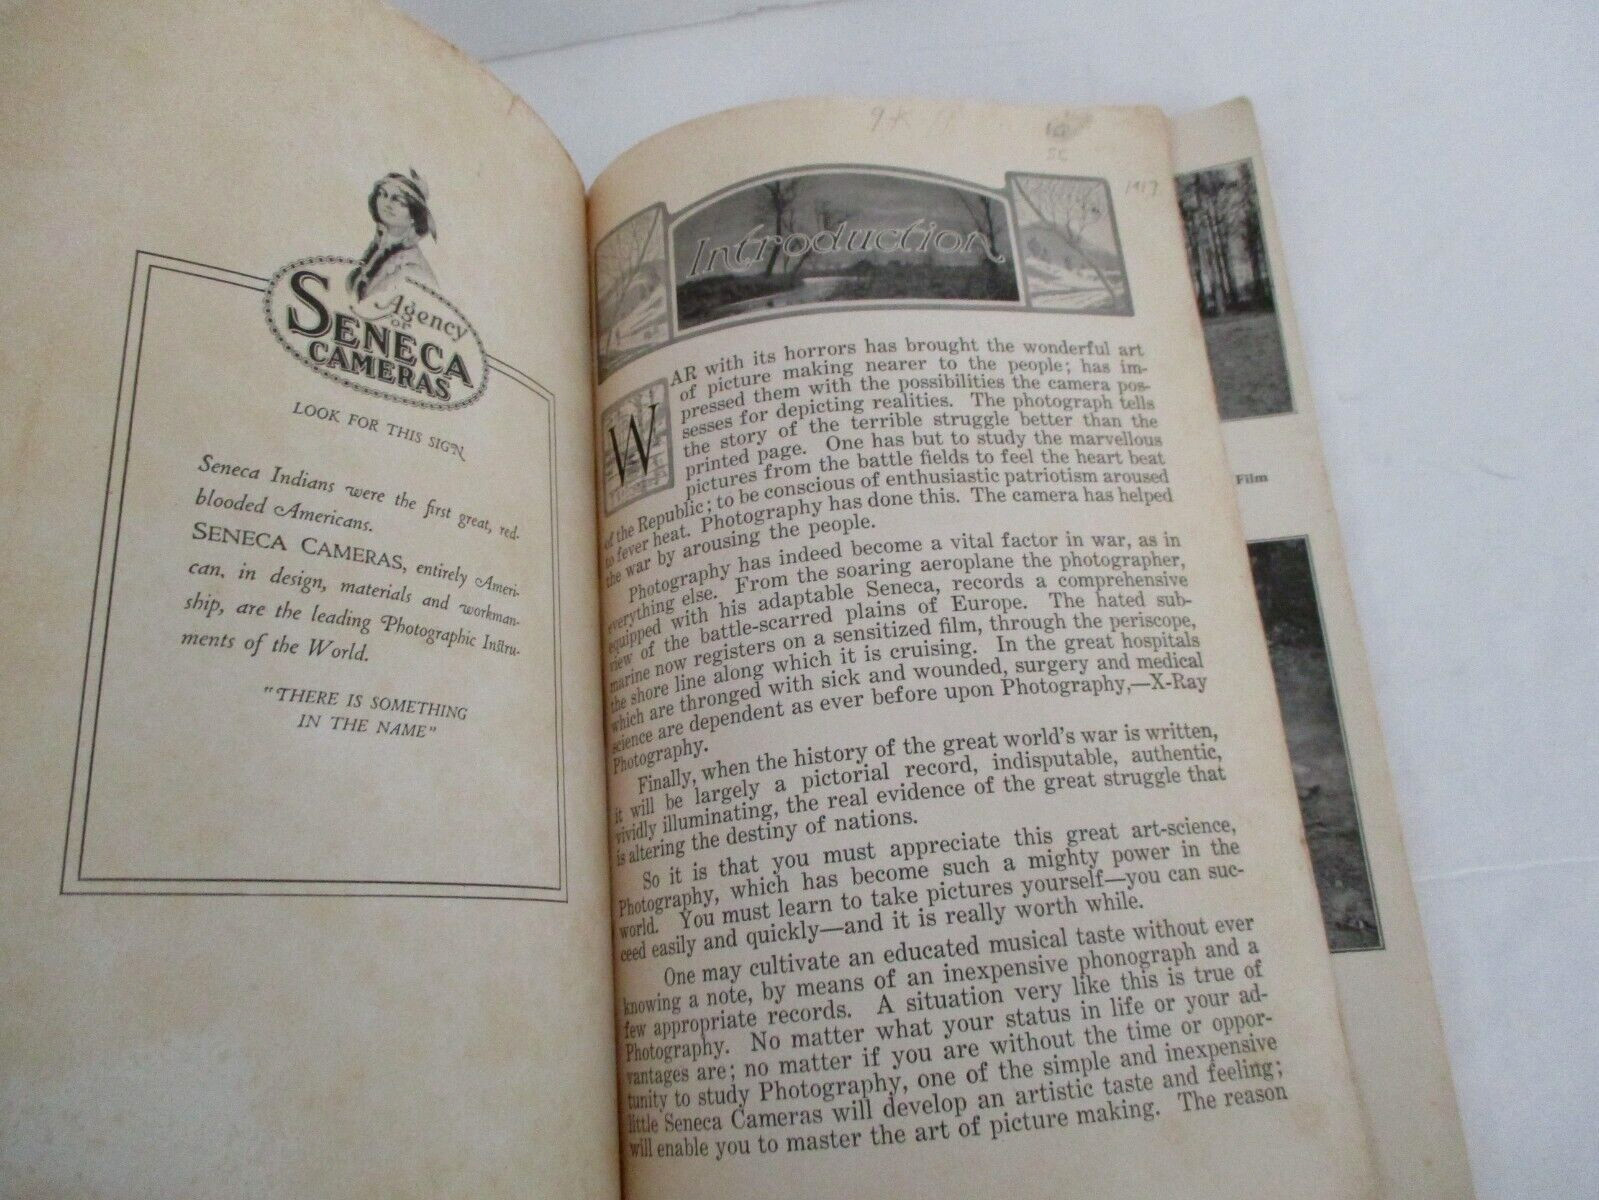 Agency
for
SENECA
CAMERAS
LOOK FOR THIS SIGN
Seneca Indians were the first great, red-
blooded Americans.
SENECA CAMERAS, entirely Ameri-
can, in design, materials and workman-
ship, are the leading Photographic Instru-
ments of the World.
"THERE IS SOMETHING
IN THE NAME"
9K
1917
Introduction
WAR with its horrors has brought the wonderful art
of picture making nearer to the people; has im-
pressed them with the possibilities the camera pos-
sesses for depicting realities. The photograph tells
the story of the terrible struggle better than the
printed page. One has but to study the marvellous
pictures from the battle fields to feel the heart beat
of the Republic; to be conscious of enthusiastic patriotism aroused
to fever heat. Photography has done this. The camera has helped
the war by arousing the people.
Photography has indeed become a vital factor in war, as in
everything else. From the soaring aeroplane the photographer,
equipped with his adaptable Seneca, records a comprehensive
view of the battle-scarred plains of Europe. The hated sub-
marine now registers on a sensitized film, through the periscope,
the shore line along which it is cruising. In the great hospitals
which are thronged with sick and wounded, surgery and medical
science are dependent as ever before upon Photography,—X-Ray
Photography.
Finally, when the history of the great world's war is written,
it will be largely a pictorial record, indisputable, authentic,
vividly illuminating, the real evidence of the great struggle that
is altering the destiny of nations.
So it is that you must appreciate this great art-science,
Photography, which has become such a mighty power in the
world. You must learn to take pictures yourself—you can suc-
ceed easily and quickly—and it is really worth while.
One may cultivate an educated musical taste without ever
knowing a note, by means of an inexpensive phonograph and a
few appropriate records. A situation very like this is true of
Photography. No matter what your status in life or your ad-
vantages are; no matter if you are without the time or oppor-
tunity to study Photography, one of the simple and inexpensive
little Seneca Cameras will develop an artistic taste and feeling;
will enable you to master the art of picture making. The reason
Film